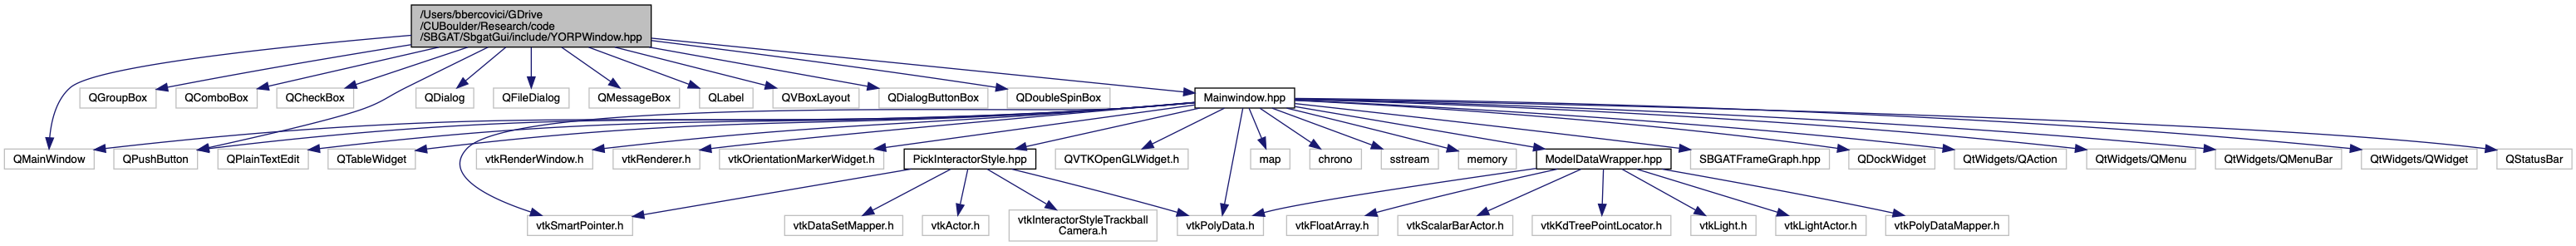 /Users/bbercovici/GDrive
/CUBoulder/Research/code
/SBGAT/SbgatGui/include/YORPWindow.hpp
QGroupBox
QComboBox
QCheckBox
QDialog
QFileDialog
QMessageBox
QLabel
QVBoxLayout
QDialogButtonBox
QDoubleSpinBox
Mainwindow.hpp
QMainWindow
QPushButton
QPlainTextEdit
QTableWidget
vtkRenderWindow.h
vtkRenderer.h
vtkOrientationMarkerWidget.h
PickInteractorStyle.hpp
QVTKOpenGLWidget.h
map
chrono
sstream
memory
ModelDataWrapper.hpp
SBGATFrameGraph.hpp
QDockWidget
QtWidgets/QAction
QtWidgets/QMenu
QtWidgets/QMenuBar
QtWidgets/QWidget
QStatusBar
vtkSmartPointer.h
vtkDataSetMapper.h
vtkActor.h
vtkInteractorStyleTrackball
Camera.h
vtkPolyData.h
vtkFloatArray.h
vtkScalarBarActor.h
vtkKdTreePointLocator.h
vtkLight.h
vtkLightActor.h
vtkPolyDataMapper.h